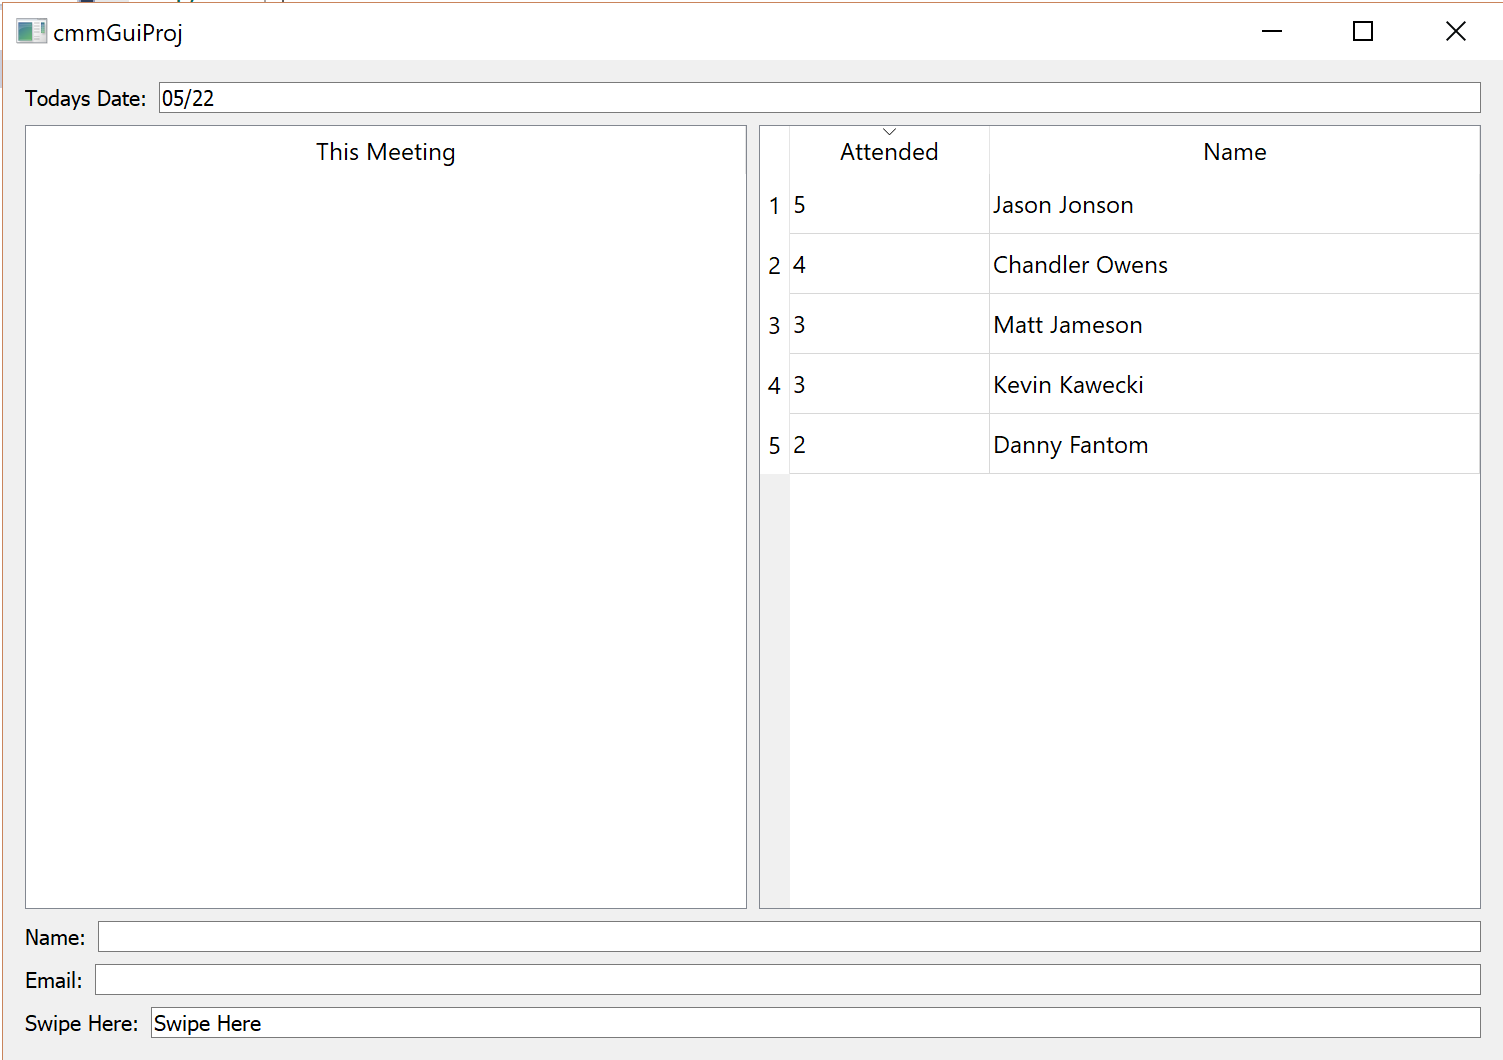 cmmGuiProj
Todays Date: 05/22
This Meeting
Attended Name
1 5 Jason Jonson
2 4 Chandler Owens
3 3 Matt Jameson
4 3 Kevin Kawecki
5 2 Danny Fantom
Name:
Email:
Swipe Here: Swipe Here